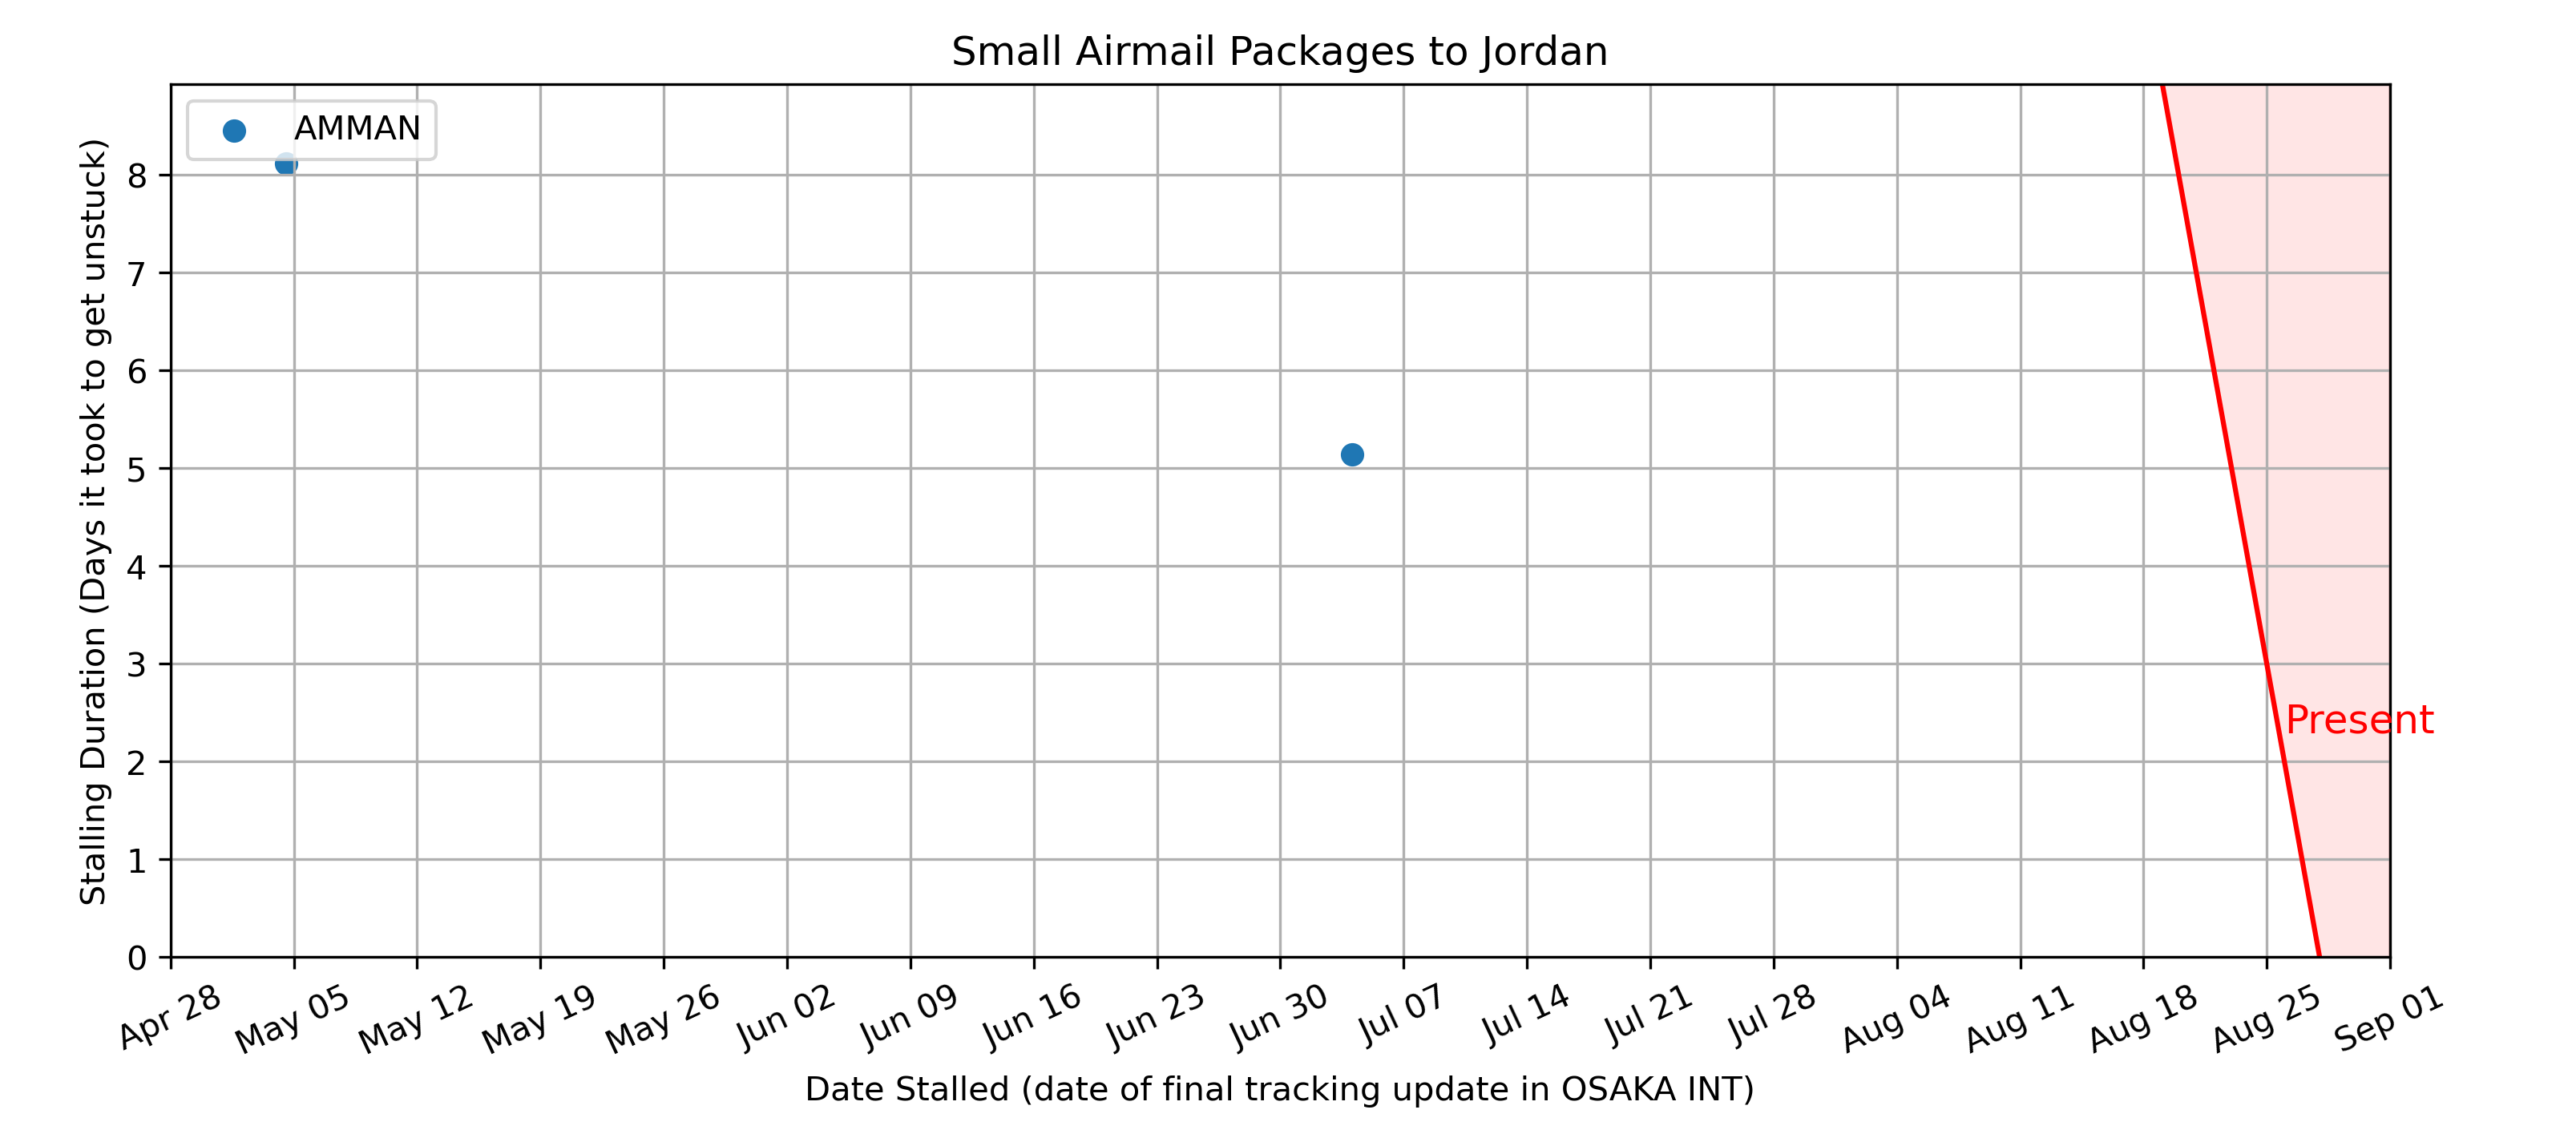 Small Airmail Packages to Jordan
AMMAN
Stalling Duration (Days it took to get unstuck)
8
7
6
5
4
3
2
1
0
Present
Apr 28
May 05
May 12
May 19
May 26
Jun 02
Jun 09
Jun 16
Jun 23
Jun 30
Jul 07
Jul 14
Jul 21
Jul 28
Aug 04
Aug 11
Aug 18
Aug 25
Sep 01
Date Stalled (date of final tracking update in OSAKA INT)